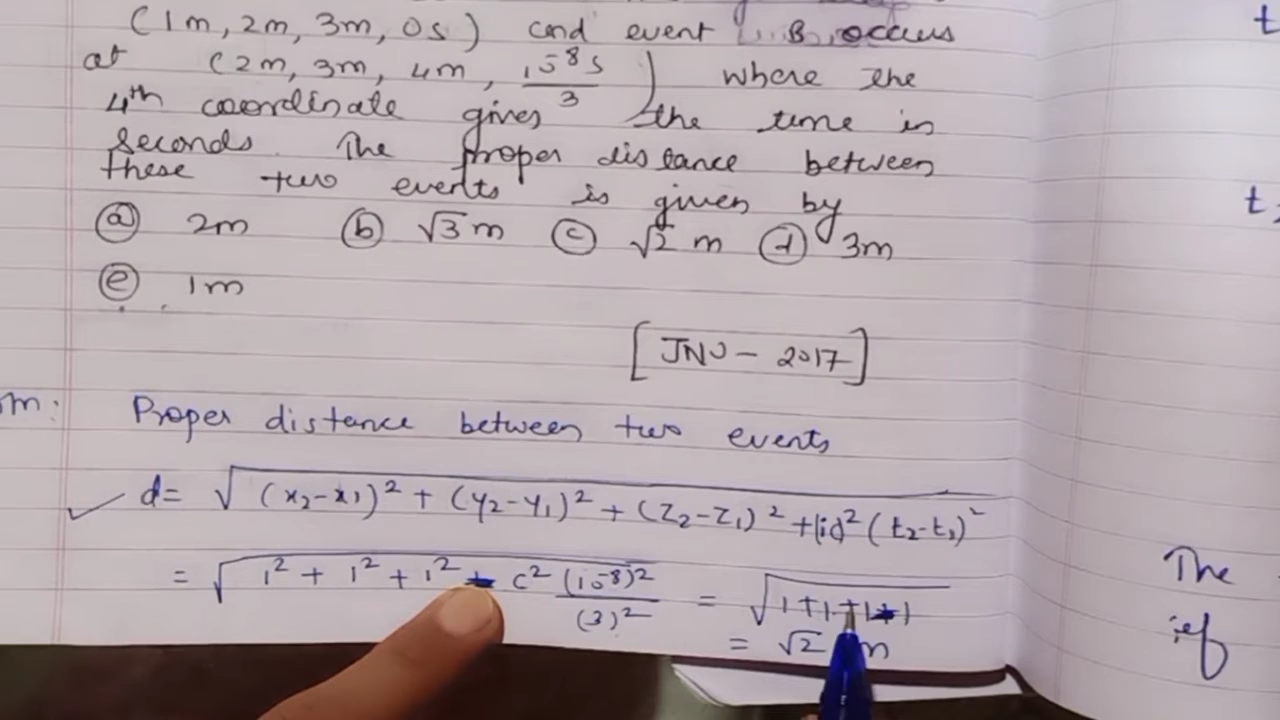 (1m, 2m, 3m, 0s) and event B occurs
at (2m, 3m, 4m, 10⁻⁸s/3) where the
4th coordinate gives the time in
seconds. The proper distance between
these two events is given by
(a) 2m (b) √3 m (c) √2 m (d) 3m
(e) 1m
[JNU - 2017]
Proper distance between two events
d = √((x₂-x₁)² + (y₂-y₁)² + (z₂-z₁)² + (ic)² (t₂-t₁)²)
= √(1² + 1² + 1² - c² (10⁻⁸)²/(3)²) = √(1+1+1-1)
= √2 m
t
t
The
if